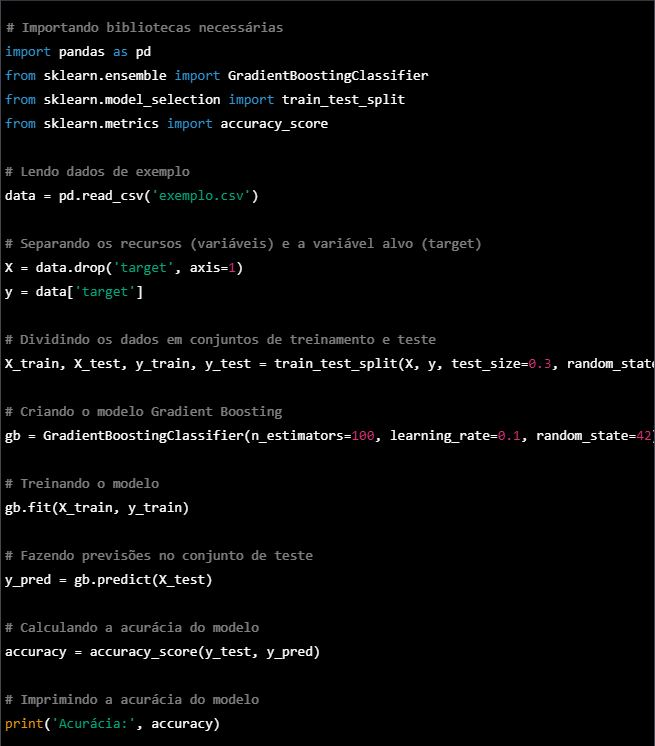 # Importando bibliotecas necessárias
import pandas as pd
from sklearn.ensemble import GradientBoostingClassifier
from sklearn.model_selection import train_test_split
from sklearn.metrics import accuracy_score
# Lendo dados de exemplo
data = pd.read_csv('exemplo.csv')
# Separando os recursos (variáveis) e a variável alvo (target)
X = data.drop('target', axis=1)
y = data['target']
# Dividindo os dados em conjuntos de treinamento e teste
X_train, X_test, y_train, y_test = train_test_split(X, y, test_size=0.3, random_state
# Criando o modelo Gradient Boosting
gb = GradientBoostingClassifier(n_estimators=100, learning_rate=0.1, random_state=42)
# Treinando o modelo
gb.fit(X_train, y_train)
# Fazendo previsões no conjunto de teste
y_pred = gb.predict(X_test)
# Calculando a acurácia do modelo
accuracy = accuracy_score(y_test, y_pred)
# Imprimindo a acurácia do modelo
print('Acurácia:', accuracy)